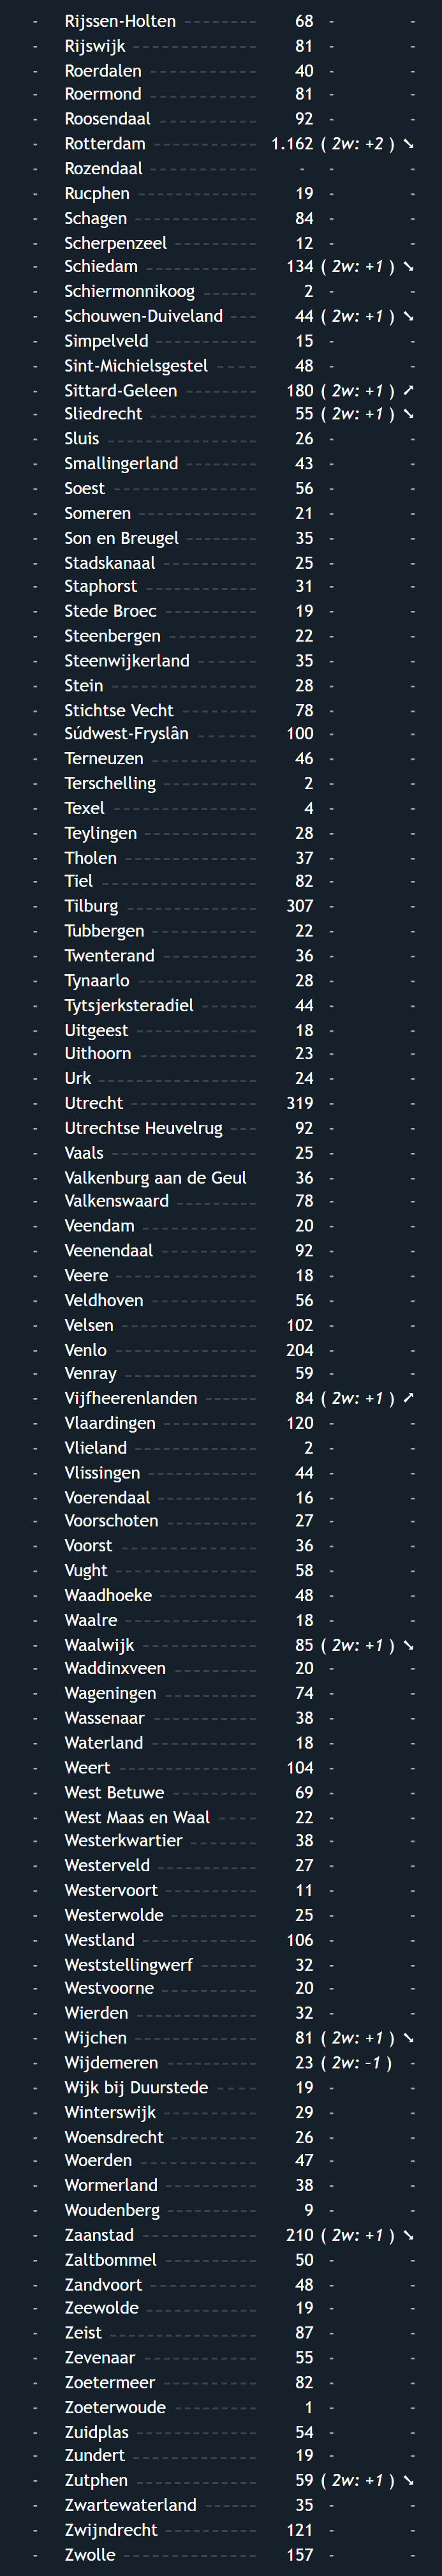 - Rijssen-Holten 68 - -
- Rijswijk 81 - -
- Roerdalen 40 - -
- Roermond 81 - -
- Roosendaal 92 - -
- Rotterdam 1.162 ( 2w: +2 ) ➘
- Rozendaal - - -
- Rucphen 19 - -
- Schagen 84 - -
- Scherpenzeel 12 - -
- Schiedam 134 ( 2w: +1 ) ➘
- Schiermonnikoog 2 - -
- Schouwen-Duiveland 44 ( 2w: +1 ) ➘
- Simpelveld 15 - -
- Sint-Michielsgestel 48 - -
- Sittard-Geleen 180 ( 2w: +1 ) ➚
- Sliedrecht 55 ( 2w: +1 ) ➘
- Sluis 26 - -
- Smallingerland 43 - -
- Soest 56 - -
- Someren 21 - -
- Son en Breugel 35 - -
- Stadskanaal 25 - -
- Staphorst 31 - -
- Stede Broec 19 - -
- Steenbergen 22 - -
- Steenwijkerland 35 - -
- Stein 28 - -
- Stichtse Vecht 78 - -
- Súdwest-Fryslân 100 - -
- Terneuzen 46 - -
- Terschelling 2 - -
- Texel 4 - -
- Teylingen 28 - -
- Tholen 37 - -
- Tiel 82 - -
- Tilburg 307 - -
- Tubbergen 22 - -
- Twenterand 36 - -
- Tynaarlo 28 - -
- Tytsjerksteradiel 44 - -
- Uitgeest 18 - -
- Uithoorn 23 - -
- Urk 24 - -
- Utrecht 319 - -
- Utrechtse Heuvelrug 92 - -
- Vaals 25 - -
- Valkenburg aan de Geul 36 - -
- Valkenswaard 78 - -
- Veendam 20 - -
- Veenendaal 92 - -
- Veere 18 - -
- Veldhoven 56 - -
- Velsen 102 - -
- Venlo 204 - -
- Venray 59 - -
- Vijfheerenlanden 84 ( 2w: +1 ) ➚
- Vlaardingen 120 - -
- Vlieland 2 - -
- Vlissingen 44 - -
- Voerendaal 16 - -
- Voorschoten 27 - -
- Voorst 36 - -
- Vught 58 - -
- Waadhoeke 48 - -
- Waalre 18 - -
- Waalwijk 85 ( 2w: +1 ) ➘
- Waddinxveen 20 - -
- Wageningen 74 - -
- Wassenaar 38 - -
- Waterland 18 - -
- Weert 104 - -
- West Betuwe 69 - -
- West Maas en Waal 22 - -
- Westerkwartier 38 - -
- Westerveld 27 - -
- Westervoort 11 - -
- Westerwolde 25 - -
- Westland 106 - -
- Weststellingwerf 32 - -
- Westvoorne 20 - -
- Wierden 32 - -
- Wijchen 81 ( 2w: +1 ) ➘
- Wijdemeren 23 ( 2w: -1 ) -
- Wijk bij Duurstede 19 - -
- Winterswijk 29 - -
- Woensdrecht 26 - -
- Woerden 47 - -
- Wormerland 38 - -
- Woudenberg 9 - -
- Zaanstad 210 ( 2w: +1 ) ➘
- Zaltbommel 50 - -
- Zandvoort 48 - -
- Zeewolde 19 - -
- Zeist 87 - -
- Zevenaar 55 - -
- Zoetermeer 82 - -
- Zoeterwoude 1 - -
- Zuidplas 54 - -
- Zundert 19 - -
- Zutphen 59 ( 2w: +1 ) ➘
- Zwartewaterland 35 - -
- Zwijndrecht 121 - -
- Zwolle 157 - -